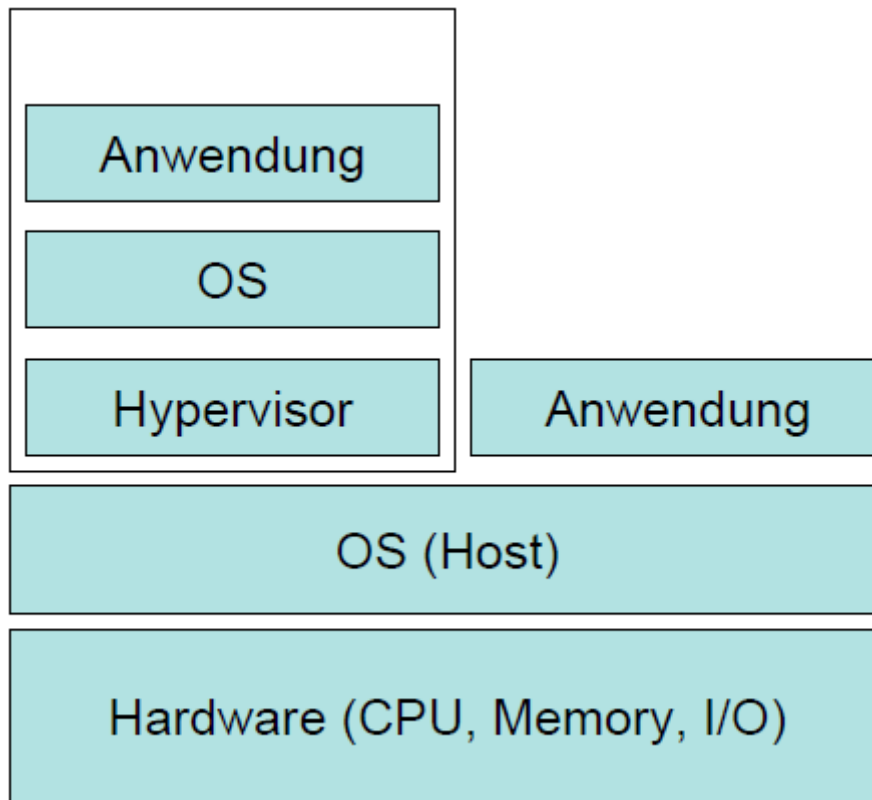 Anwendung
OS
Hypervisor
Anwendung
OS (Host)
Hardware (CPU, Memory, I/O)